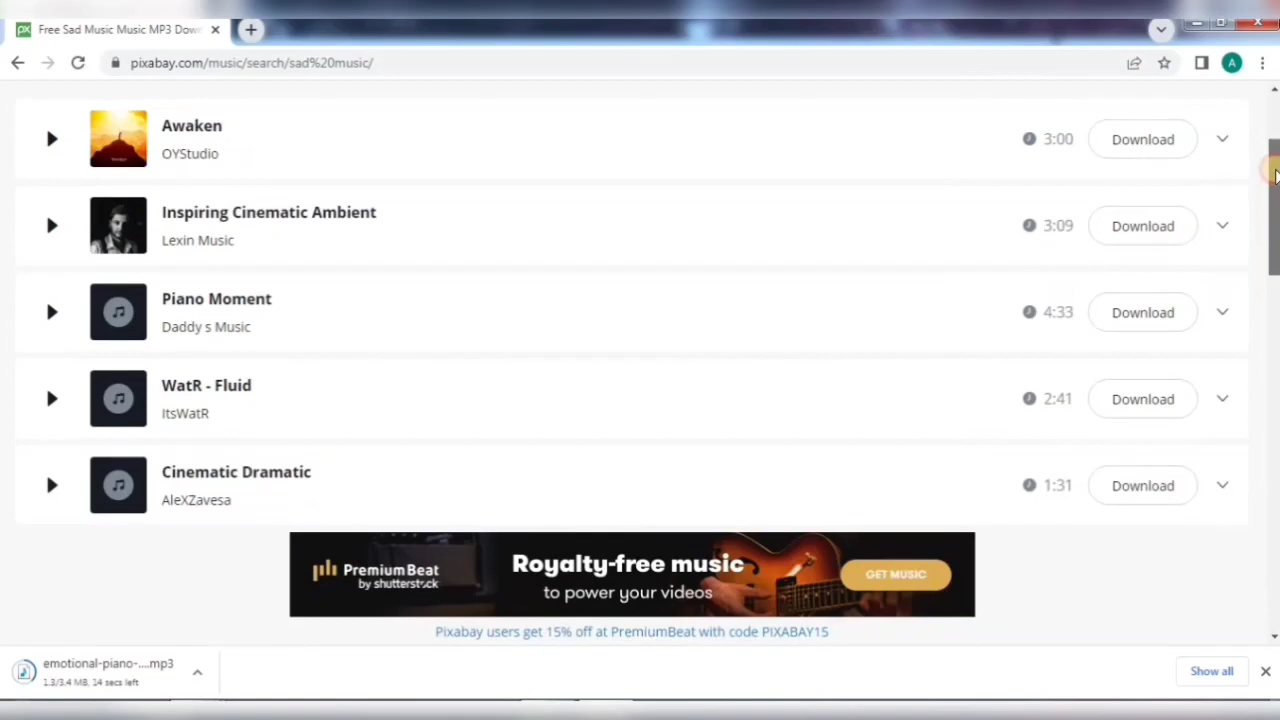 Free Sad Music Music MP3 Dow
pixabay.com/music/search/sad%20music/
A
Awaken
OYStudio
3:00
Download
Inspiring Cinematic Ambient
Lexin Music
3:09
Download
Piano Moment
Daddy s Music
4:33
Download
WatR - Fluid
ItsWatR
2:41
Download
Cinematic Dramatic
AleXZavesa
1:31
Download
PremiumBeat
by shutterstock
Royalty-free music
to power your videos
GET MUSIC
Pixabay users get 15% off at PremiumBeat with code PIXABAY15
emotional-piano-....mp3
1.3/3.4 MB, 14 secs left
Show all